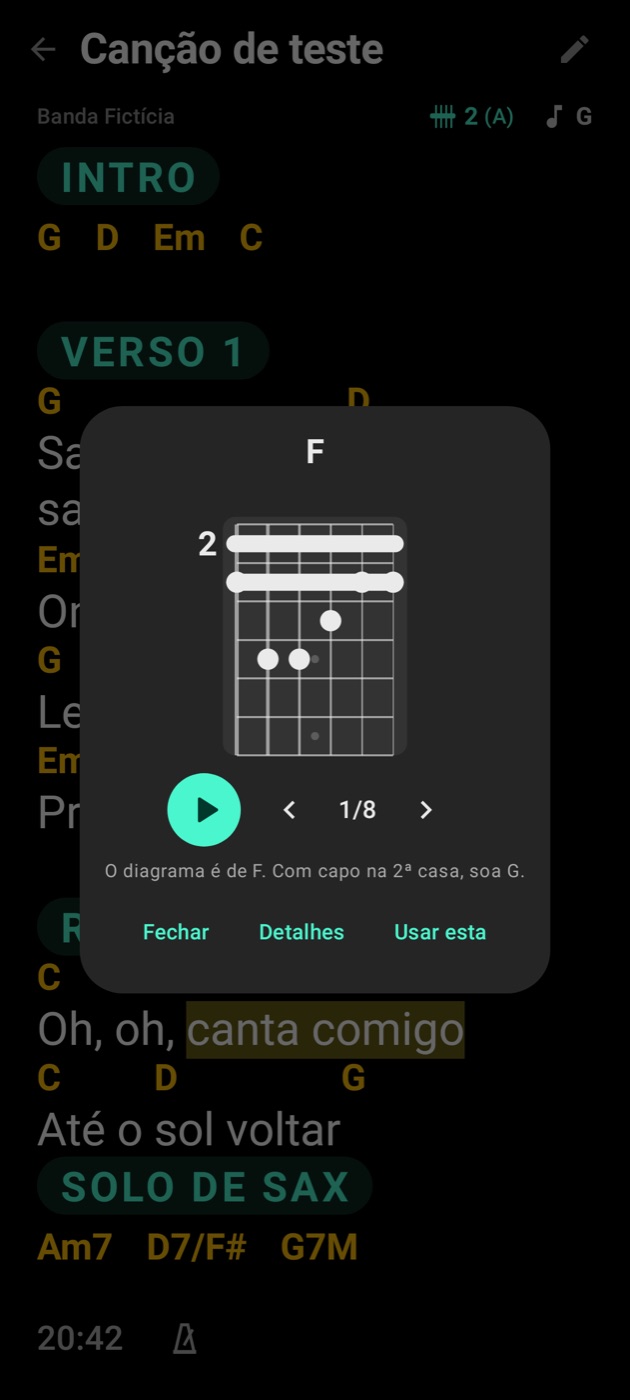 Canção de teste
Banda Fictícia 2 (A) G
INTRO
G D Em C
VERSO 1
G D
Em
G
Em
F
2
1/8
O diagrama é de F. Com capo na 2ª casa, soa G.
Fechar Detalhes Usar esta
C
Oh, oh, canta comigo
C D G
Até o sol voltar
SOLO DE SAX
Am7 D7/F# G7M
20:42